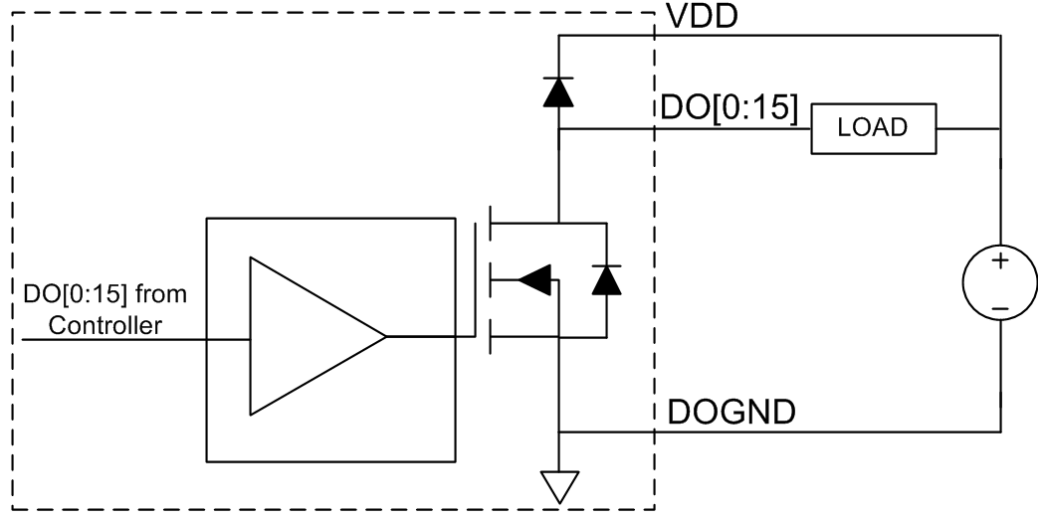 VDD
DO[0:15]
LOAD
DO[0:15] from
Controller
+
−
DOGND